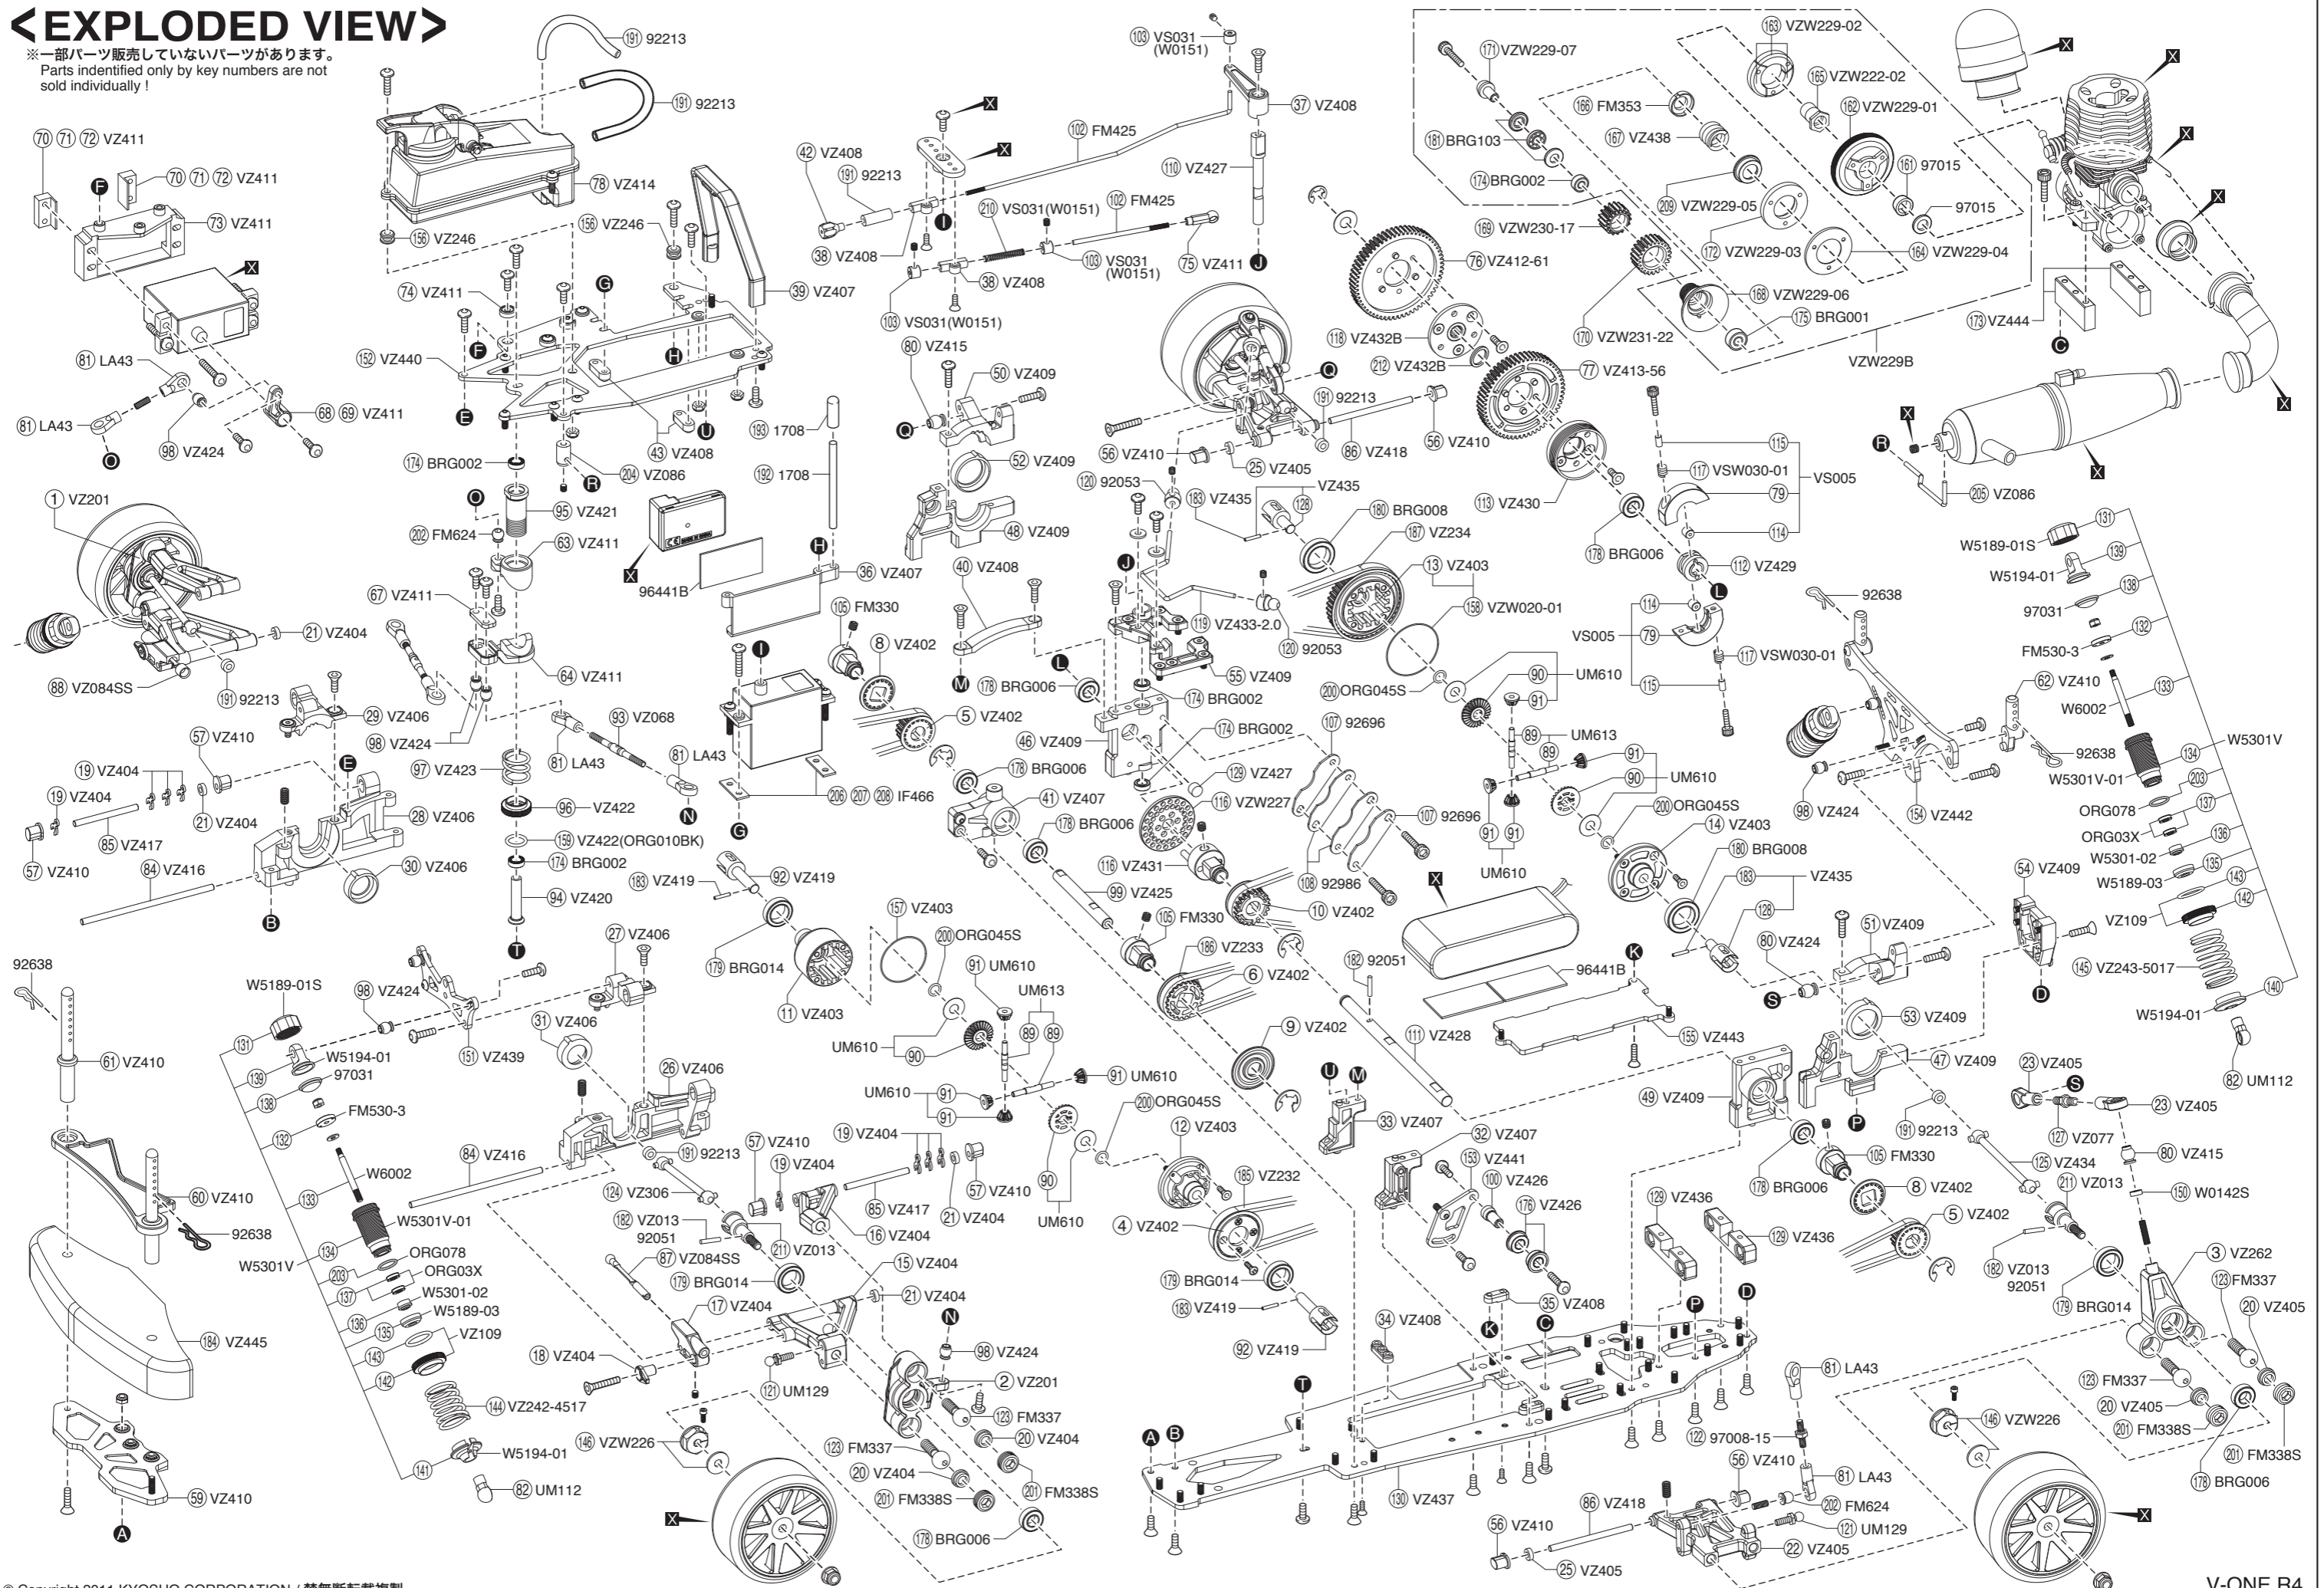 <EXPLODED VIEW>
※一部パーツ販売していないパーツがあります。
Parts indentified only by key numbers are not
sold individually !
191 92213
191 92213
70 71 72 VZ411
70 71 72 VZ411
F
73 VZ411
78 VZ414
156 VZ246
156 VZ246
X
74 VZ411
G
39 VZ407
81 LA43
152 VZ440
F
H
81 LA43
68 69 VZ411
98 VZ424
O
E
U
43 VZ408
174 BRG002
204 VZ086
R
193 1708
192 1708
103 VS031
(W0151)
X
37 VZ408
102 FM425
42 VZ408
191 92213
X
110 VZ427
I
210 VS031(W0151)
102 FM425
38 VZ408
103 VS031
(W0151)
75 VZ411
J
38 VZ408
103 VS031(W0151)
80 VZ415
50 VZ409
Q
52 VZ409
48 VZ409
Q
191 92213
56 VZ410
86 VZ418
56 VZ410
25 VZ405
171 VZW229-07
163 VZW229-02
165 VZW222-02
166 FM353
162 VZW229-01
167 VZ438
181 BRG103
161 97015
174 BRG002
209 VZW229-05
97015
169 VZW230-17
172 VZW229-03
164 VZW229-04
76 VZ412-61
168 VZW229-06
175 BRG001
170 VZW231-22
VZW229B
118 VZ432B
212 VZ432B
77 VZ413-56
X
X
X
X
173 VZ444
C
X
X
R
X
205 VZ086
115
117 VSW030-01
VS005
79
114
113 VZ430
178 BRG006
112 VZ429
L
114
VS005
79
117 VSW030-01
115
1 VZ201
O
95 VZ421
202 FM624
63 VZ411
67 VZ411
21 VZ404
64 VZ411
88 VZ084SS
191 92213
29 VZ406
57 VZ410
98 VZ424
93 VZ068
81 LA43
81 LA43
N
19 VZ404
E
97 VZ423
19 VZ404
21 VZ404
28 VZ406
96 VZ422
85 VZ417
159 VZ422(ORG010BK)
57 VZ410
84 VZ416
30 VZ406
174 BRG002
94 VZ420
B
T
X
96441B
H
36 VZ407
40 VZ408
105 FM330
I
8 VZ402
M
5 VZ402
G
206 207 208 IF466
178 BRG006
41 VZ407
178 BRG006
183 VZ419
92 VZ419
99 VZ425
120 92053
183 VZ435
VZ435
128
180 BRG008
187 VZ234
13 VZ403
158 VZW020-01
J
119 VZ433-2.0
120 92053
L
55 VZ409
178 BRG006
174 BRG002
200 ORG045S
90 UM610
91
107 92696
89 UM613
89
91
90 UM610
46 VZ409
174 BRG002
129 VZ427
116 VZW227
91
91 91
UM610
200 ORG045S
107 92696
116 VZ431
108 92986
14 VZ403
180 BRG008
10 VZ402
X
183 VZ435
128
92638
62 VZ410
92638
98 VZ424
154 VZ442
54 VZ409
131
W5189-01S
139
W5194-01
138
97031
132
FM530-3
133
W6002
134 W5301V
W5301V-01
203
ORG078
137
ORG03X
136
W5301-02
135
W5189-03
143
142
VZ109
145 VZ243-5017
140
W5194-01
82 UM112
92638
61 VZ410
W5189-01S
131
98 VZ424
27 VZ406
139 W5194-01
151 VZ439
31 VZ406
138 97031
26 VZ406
132 FM530-3
60 VZ410
133 W6002
84 VZ416
191 92213
92638
W5301V-01
134
W5301V
203 ORG078
137 ORG03X
136 W5301-02
135 W5189-03
184 VZ445
143 VZ109
142
144 VZ242-4517
W5194-01
141
59 VZ410
82 UM112
A
179 BRG014
157 VZ403
200 ORG045S
11 VZ403
91 UM610
UM613
89 89
UM610
90
91 UM610
UM610 91
91
200 ORG045S
90
UM610
105 FM330
186 VZ233
6 VZ402
182 92051
9 VZ402
111 VZ428
96441B
K
155 VZ443
80 VZ424
S
51 VZ409
D
53 VZ409
47 VZ409
49 VZ409
P
23 VZ405
S
127 VZ077
23 VZ405
191 92213
178 BRG006
105 FM330
125 VZ434
80 VZ415
150 W0142S
8 VZ402
211 VZ013
5 VZ402
182 VZ013
92051
3 VZ262
123 FM337
179 BRG014
20 VZ405
123 FM337
20 VZ405
201 FM338S
201 FM338S
178 BRG006
57 VZ410
19 VZ404
19 VZ404
124 VZ306
57 VZ410
182 VZ013
92051
85 VZ417
21 VZ404
16 VZ404
211 VZ013
87 VZ084SS
179 BRG014
15 VZ404
17 VZ404
21 VZ404
18 VZ404
N
98 VZ424
2 VZ201
121 UM129
123 FM337
146 VZW226
123 FM337
20 VZ404
20 VZ404
201 FM338S
201 FM338S
X
178 BRG006
12 VZ403
185 VZ232
4 VZ402
179 BRG014
183 VZ419
92 VZ419
U M
33 VZ407
32 VZ407
153 VZ441
100 VZ426
176 VZ426
129 VZ436
129 VZ436
34 VZ408
35 VZ408
K
C
P
D
T
A
B
130 VZ437
81 LA43
122 97008-15
56 VZ410
81 LA43
86 VZ418
202 FM624
56 VZ410
25 VZ405
121 UM129
22 VZ405
146 VZW226
X
© Copyright 2011 KYOSHO CORPORATION / 禁無断転載複製
V-ONE R4